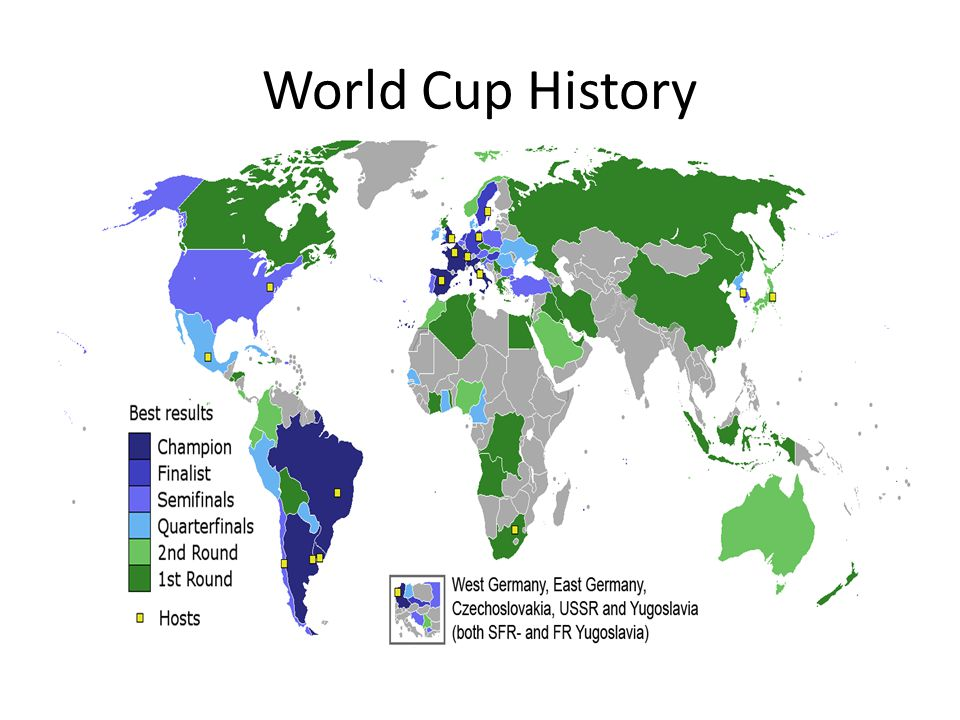 World Cup History
Best results
Champion
Finalist
Semifinals
Quarterfinals
2nd Round
1st Round
Hosts
West Germany, East Germany,
Czechoslovakia, USSR and Yugoslavia
(both SFR- and FR Yugoslavia)